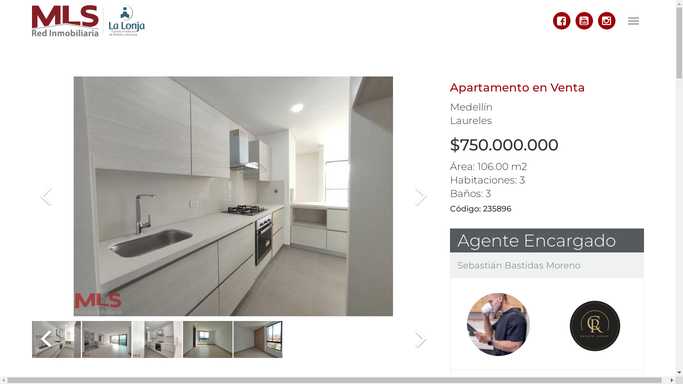 MLS
Red Inmobiliaria
La Lonja
Apartamento en Venta
Medellín
Laureles
$750.000.000
Área: 106.00 m2
Habitaciones: 3
Baños: 3
Código: 235896
Agente Encargado
Sebastián Bastidas Moreno
MLS